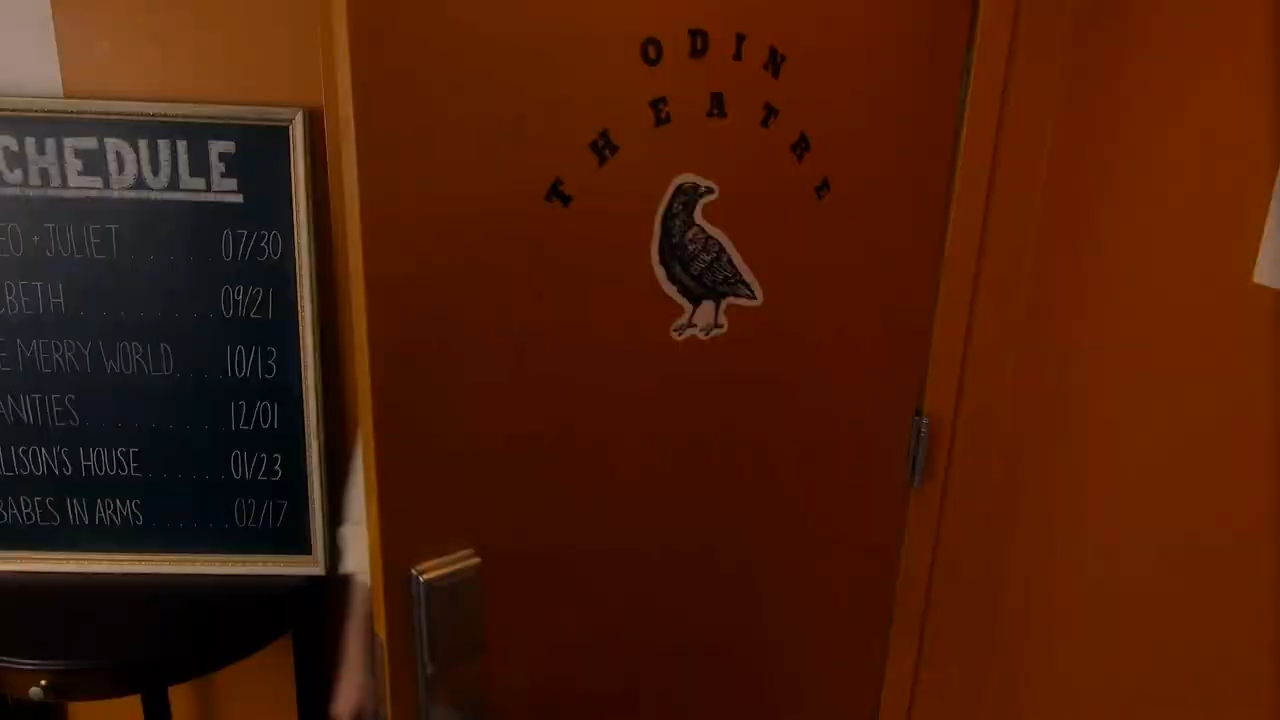 ODIN
THEATRE
CHEDULE
EO + JULIET . . . . . . 07/30
CBETH . . . . . . . . . 09/21
E MERRY WORLD . . . . 10/13
ANITIES . . . . . . . . . . 12/01
LISON'S HOUSE . . . . . . 01/23
BABES IN ARMS . . . . . . 02/17